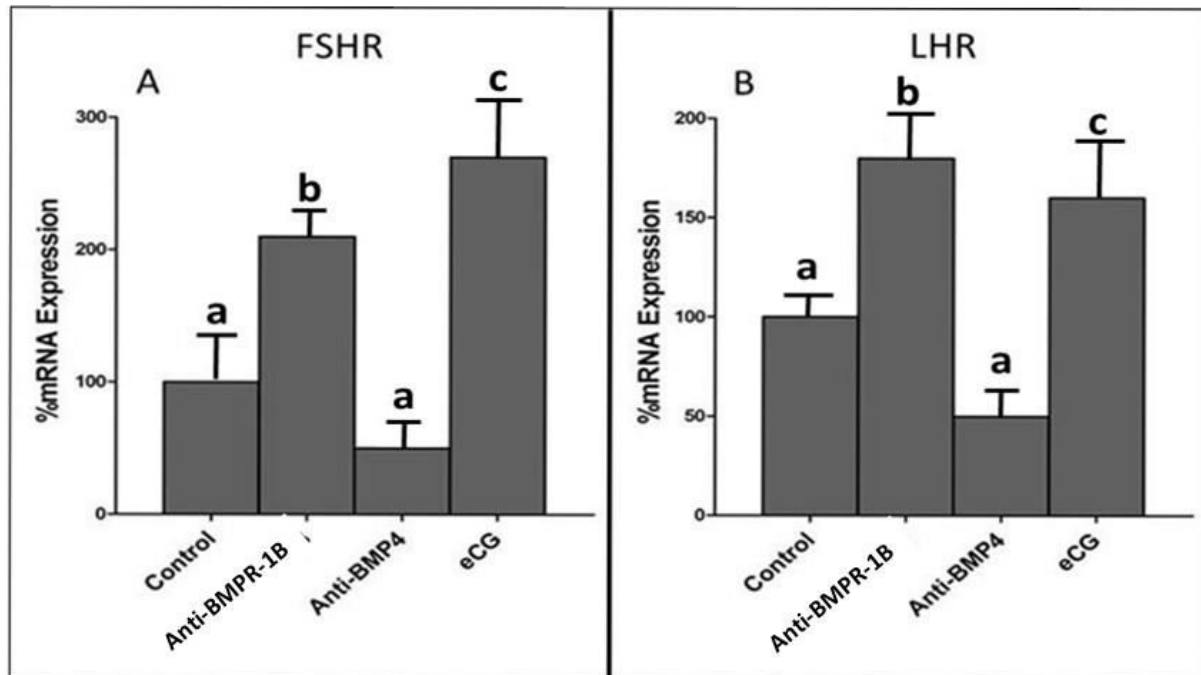 FSHR
A
c
b
a
a
300
200
100
0
%mRNA Expression
Control
Anti-BMPR-1B
Anti-BMP4
eCG
LHR
B
b
c
a
a
200
150
100
50
0
%mRNA Expression
Control
Anti-BMPR-1B
Anti-BMP4
eCG